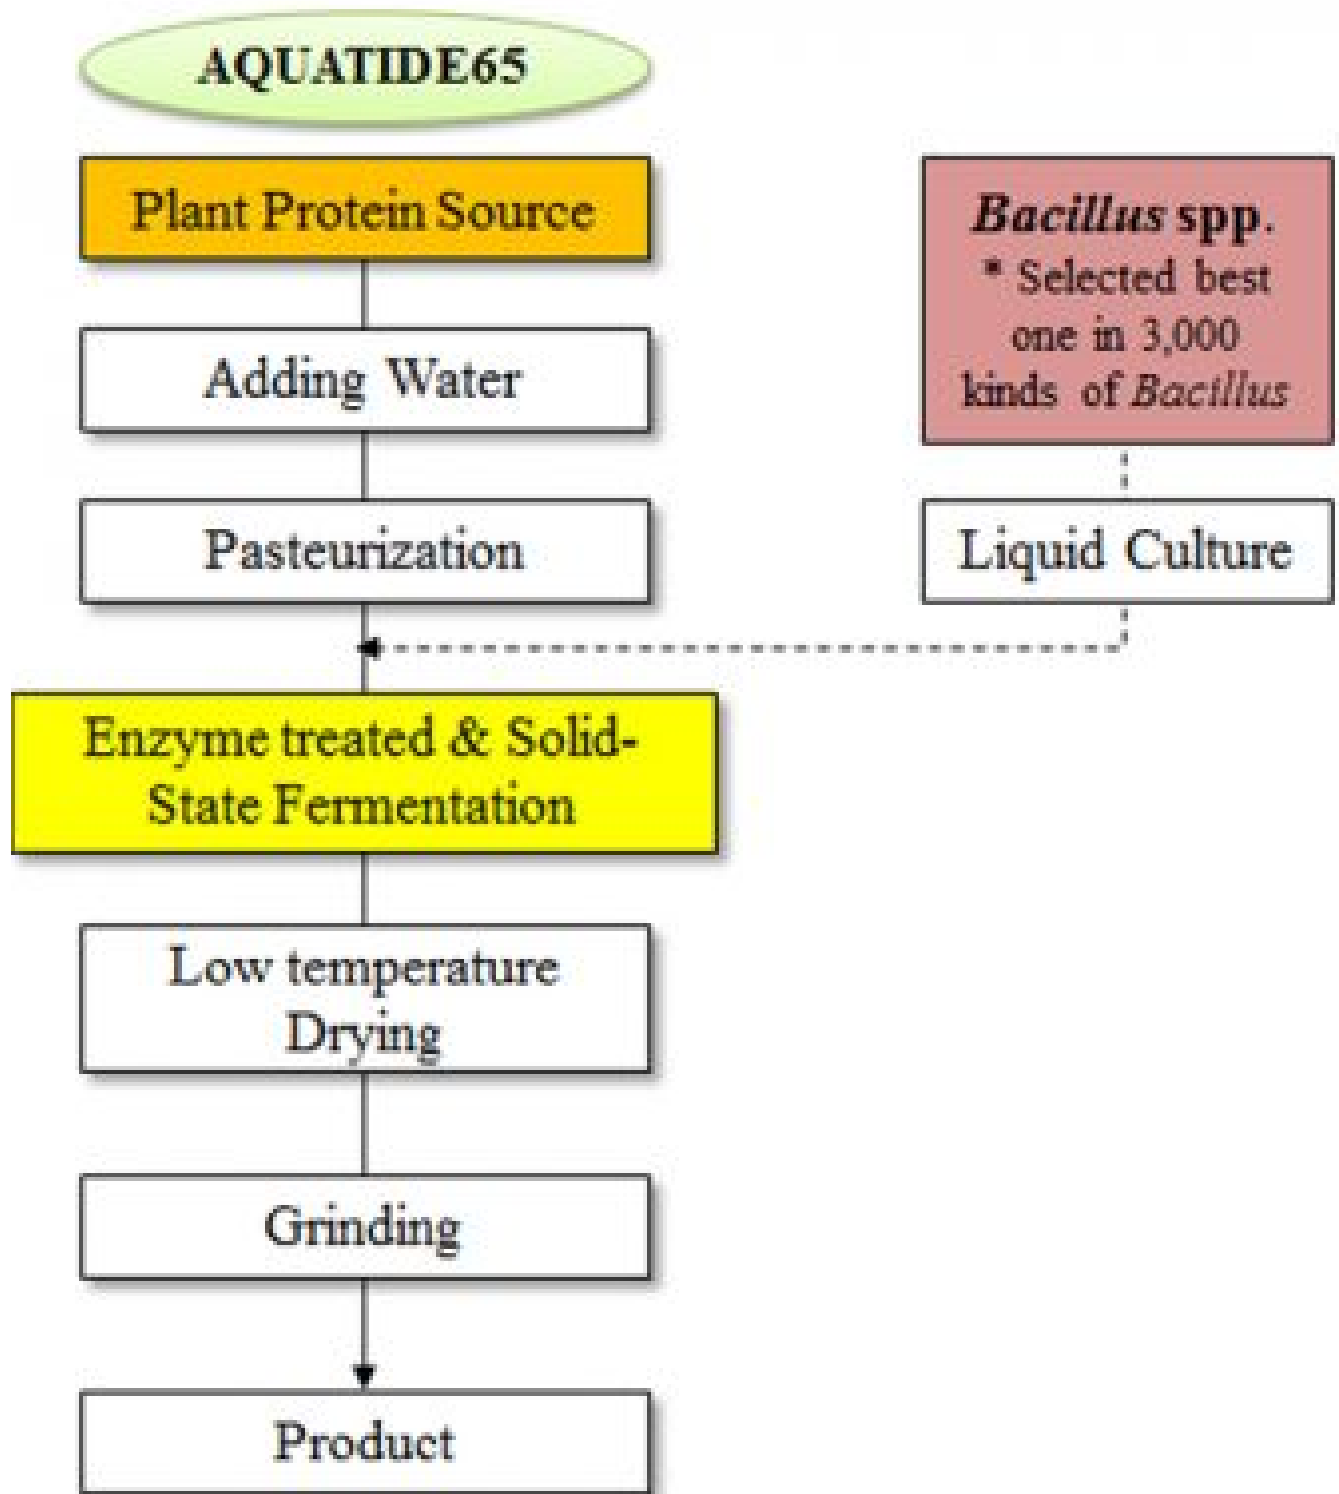 AQUATIDE65
Plant Protein Source
Adding Water
Pasteurization
Bacillus spp.
* Selected best
one in 3,000
kinds of Bacillus
Liquid Culture
Enzyme treated & Solid-
State Fermentation
Low temperature
Drying
Grinding
Product